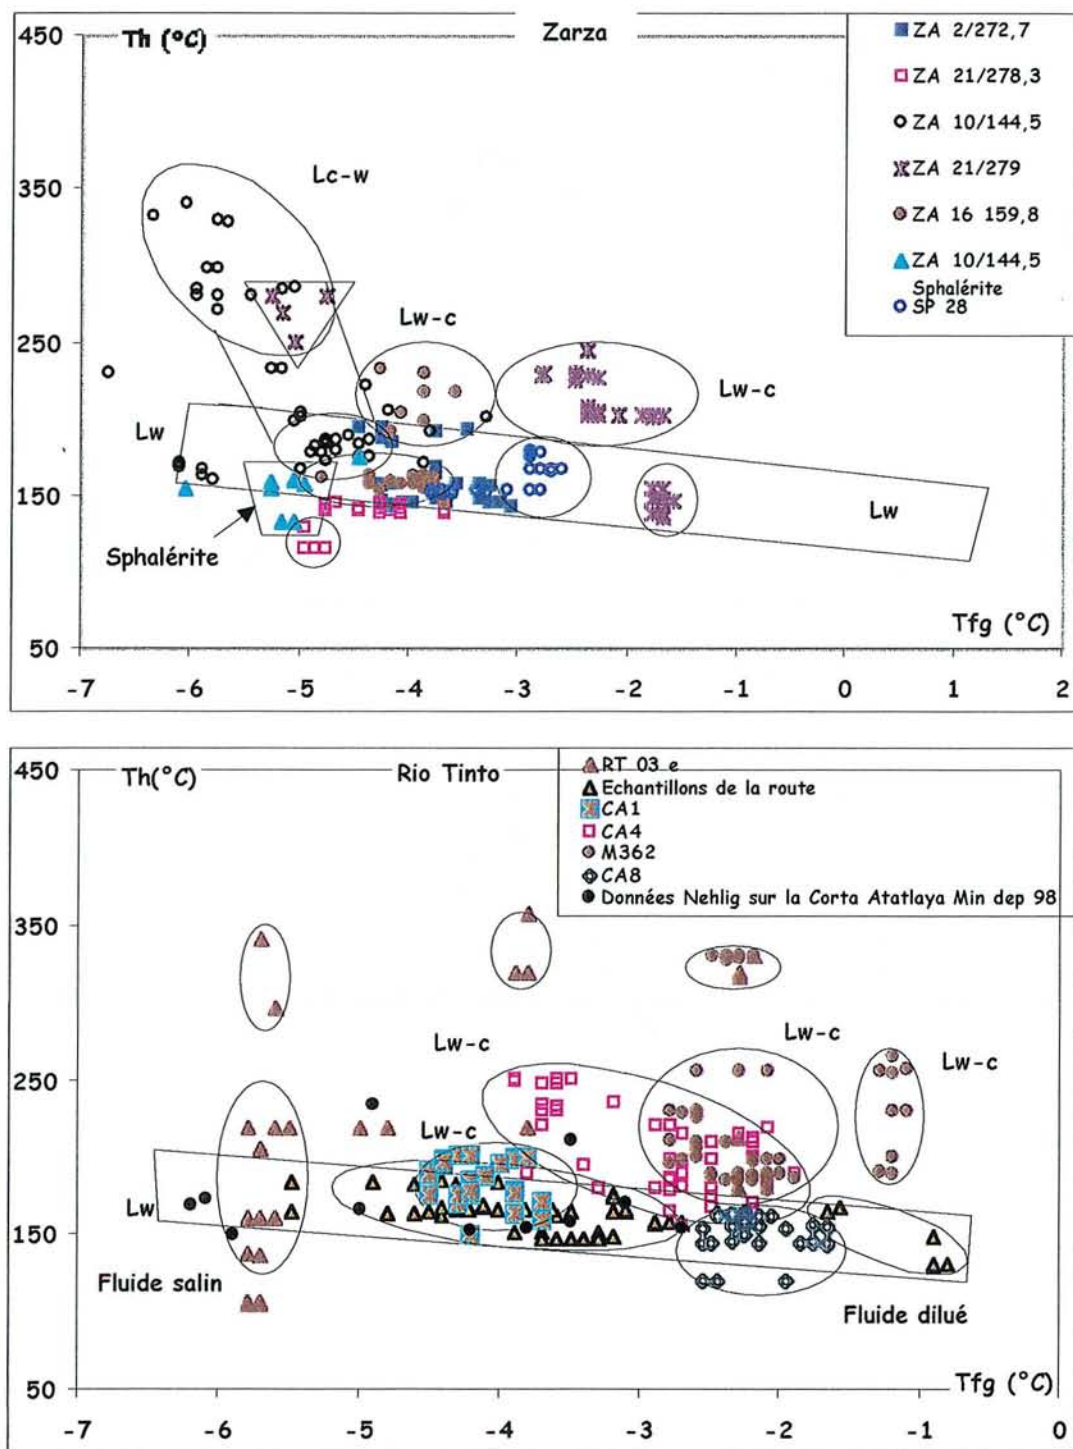 Zarza
Th (°C)
450
350
250
150
50
-7 -6 -5 -4 -3 -2 -1 0 1 2
Tfg (°C)
Lc-w
Lw-c
Lw-c
Lw
Lw
Sphalérite
ZA 2/272,7
ZA 21/278,3
ZA 10/144,5
ZA 21/279
ZA 16 159,8
ZA 10/144,5
Sphalérite
SP 28
Rio Tinto
Th(°C)
450
350
250
150
50
-7 -6 -5 -4 -3 -2 -1 0
Tfg (°C)
RT 03 e
Echantillons de la route
CA1
CA4
M362
CA8
Données Nehlig sur la Corta Atatlaya Min dep 98
Lw-c
Lw-c
Lw-c
Lw-c
Lw
Fluide salin
Fluide dilué